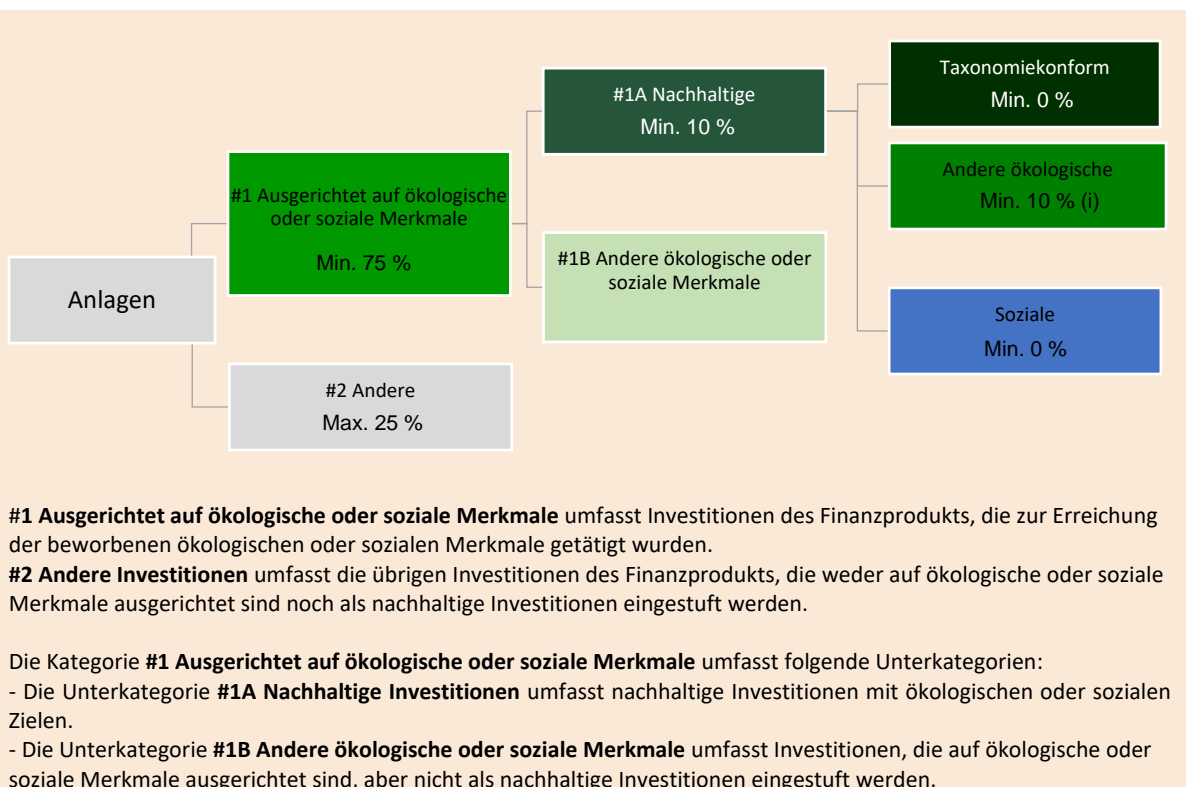 Anlagen
#1 Ausgerichtet auf ökologische
oder soziale Merkmale
Min. 75 %
#2 Andere
Max. 25 %
#1A Nachhaltige
Min. 10 %
#1B Andere ökologische oder
soziale Merkmale
Taxonomiekonform
Min. 0 %
Andere ökologische
Min. 10 % (i)
Soziale
Min. 0 %
#1 Ausgerichtet auf ökologische oder soziale Merkmale umfasst Investitionen des Finanzprodukts, die zur Erreichung
der beworbenen ökologischen oder sozialen Merkmale getätigt wurden.
#2 Andere Investitionen umfasst die übrigen Investitionen des Finanzprodukts, die weder auf ökologische oder soziale
Merkmale ausgerichtet sind noch als nachhaltige Investitionen eingestuft werden.
Die Kategorie #1 Ausgerichtet auf ökologische oder soziale Merkmale umfasst folgende Unterkategorien:
- Die Unterkategorie #1A Nachhaltige Investitionen umfasst nachhaltige Investitionen mit ökologischen oder sozialen
Zielen.
- Die Unterkategorie #1B Andere ökologische oder soziale Merkmale umfasst Investitionen, die auf ökologische oder
soziale Merkmale ausgerichtet sind, aber nicht als nachhaltige Investitionen eingestuft werden.